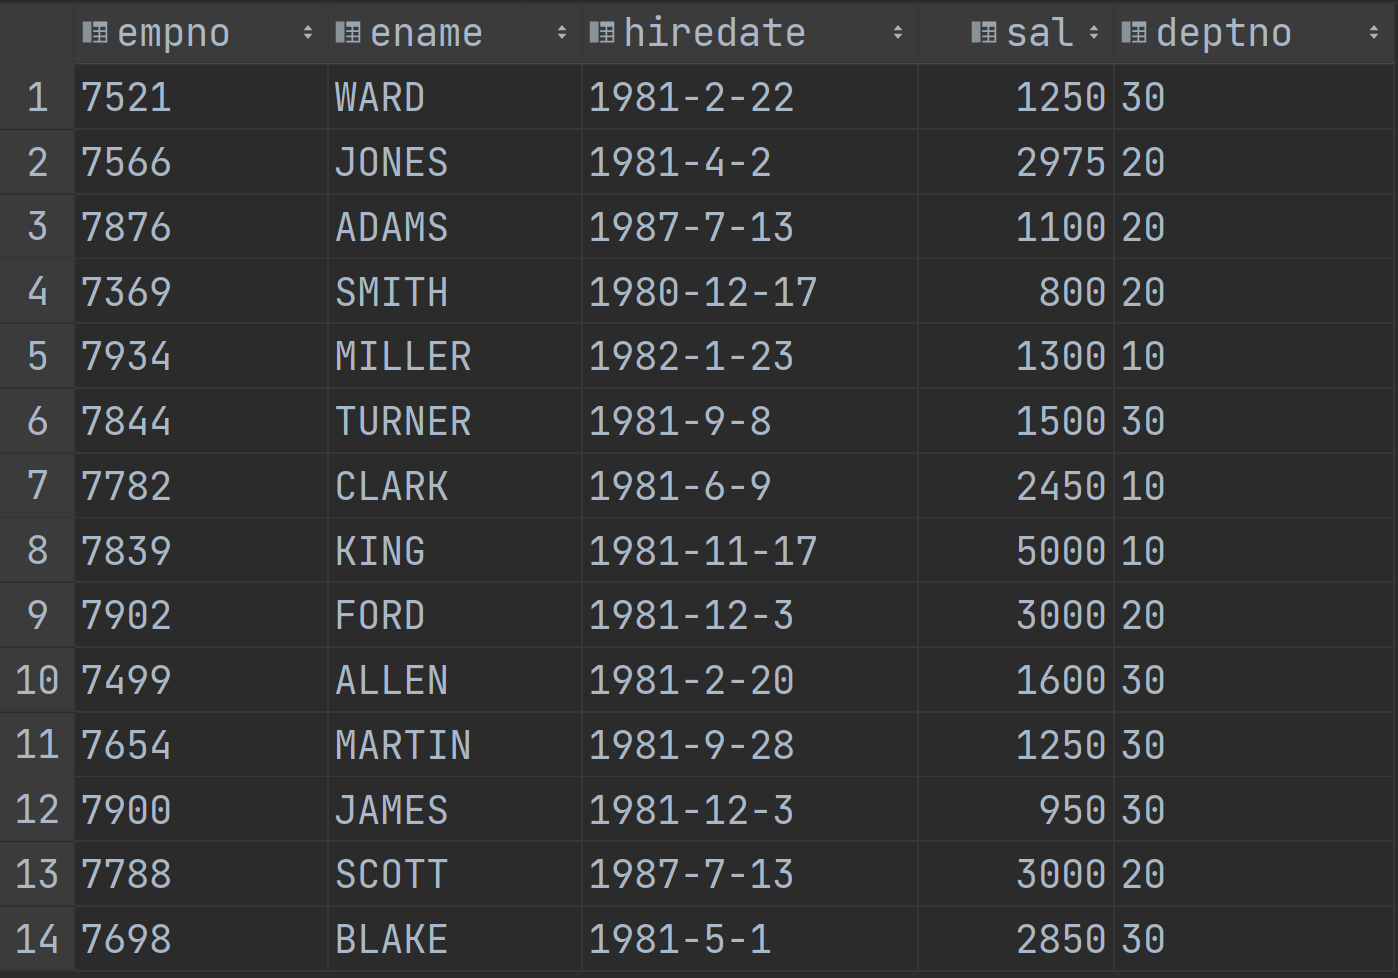 empno ename hiredate sal deptno
1 7521 WARD 1981-2-22 1250 30
2 7566 JONES 1981-4-2 2975 20
3 7876 ADAMS 1987-7-13 1100 20
4 7369 SMITH 1980-12-17 800 20
5 7934 MILLER 1982-1-23 1300 10
6 7844 TURNER 1981-9-8 1500 30
7 7782 CLARK 1981-6-9 2450 10
8 7839 KING 1981-11-17 5000 10
9 7902 FORD 1981-12-3 3000 20
10 7499 ALLEN 1981-2-20 1600 30
11 7654 MARTIN 1981-9-28 1250 30
12 7900 JAMES 1981-12-3 950 30
13 7788 SCOTT 1987-7-13 3000 20
14 7698 BLAKE 1981-5-1 2850 30